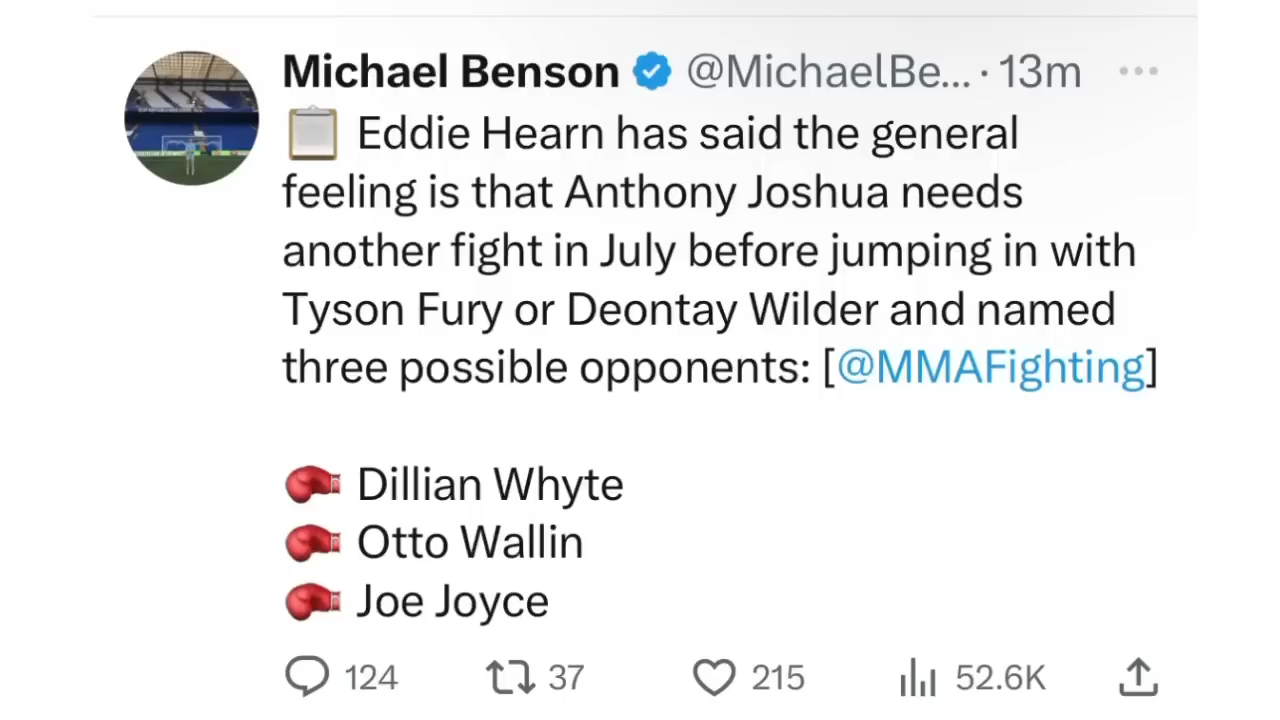 Michael Benson @MichaelBe... · 13m
📋 Eddie Hearn has said the general
feeling is that Anthony Joshua needs
another fight in July before jumping in with
Tyson Fury or Deontay Wilder and named
three possible opponents: [@MMAFighting]
🥊 Dillian Whyte
🥊 Otto Wallin
🥊 Joe Joyce
124 37 215 52.6K